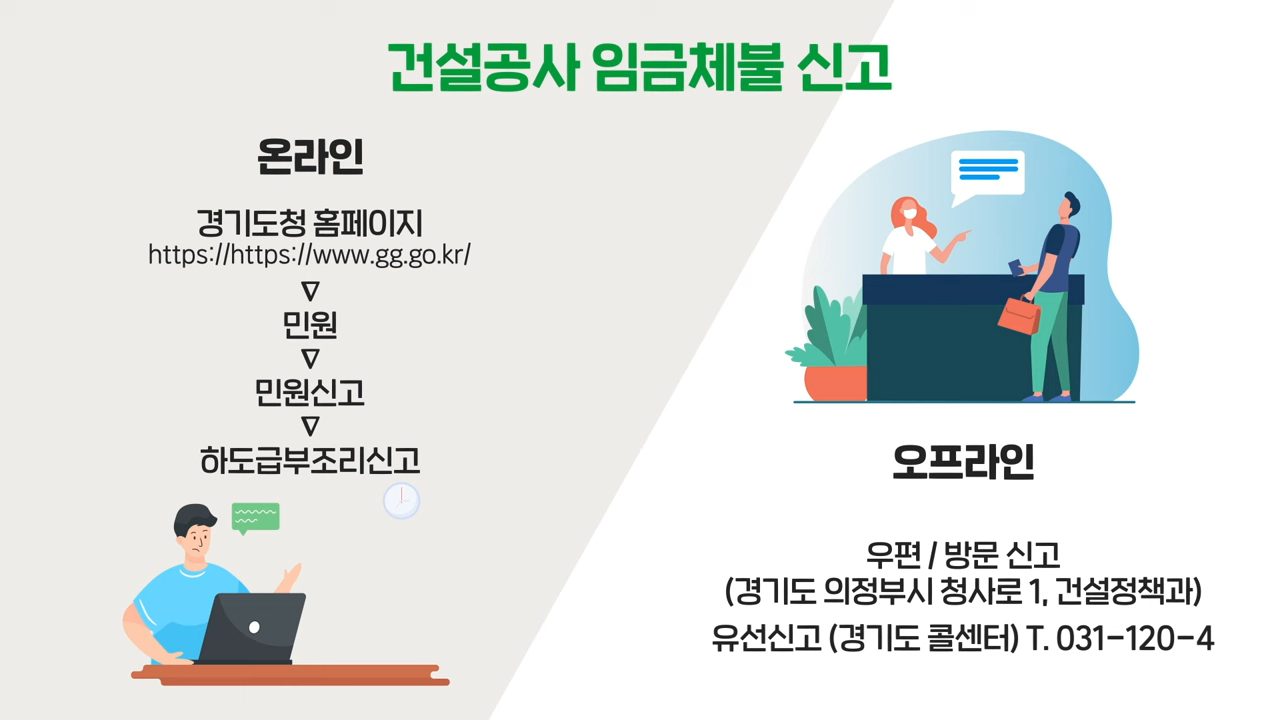 건설공사 임금체불 신고
온라인
경기도청 홈페이지
https://https://www.gg.go.kr/
∇
민원
∇
민원신고
∇
하도급부조리신고
오프라인
우편 / 방문 신고
(경기도 의정부시 청사로 1, 건설정책과)
유선신고 (경기도 콜센터) T. 031-120-4